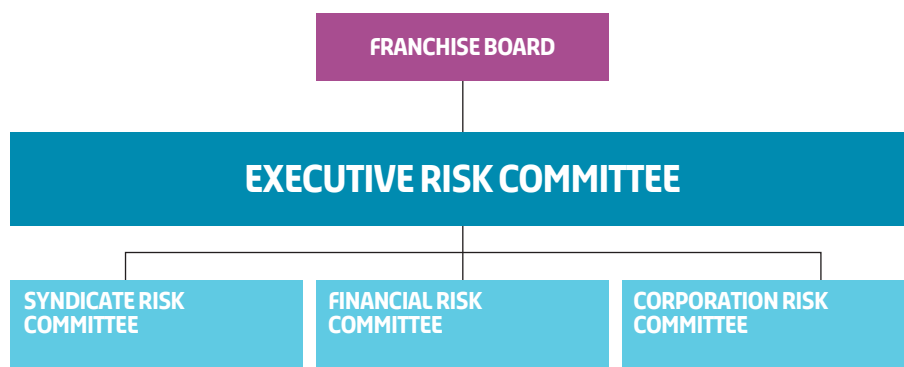 FRANCHISE BOARD
EXECUTIVE RISK COMMITTEE
SYNDICATE RISK
COMMITTEE
FINANCIAL RISK
COMMITTEE
CORPORATION RISK
COMMITTEE